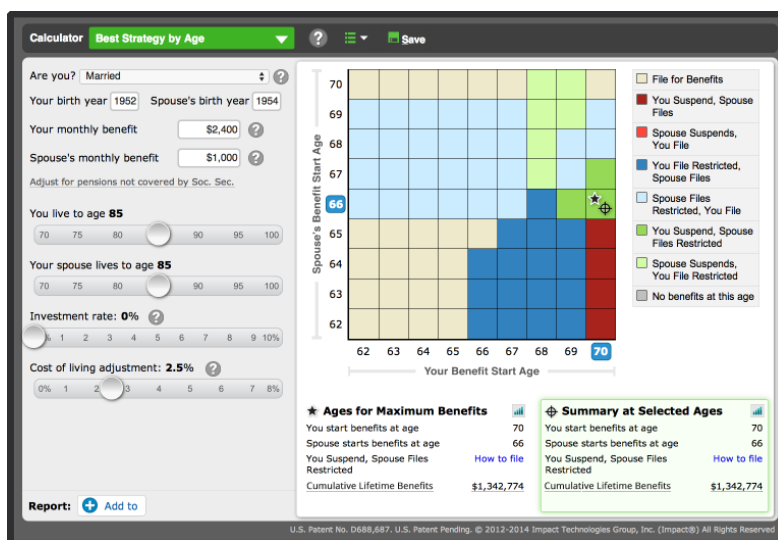 Calculator Best Strategy by Age ? Save
Are you? Married ?
Your birth year 1952 Spouse's birth year 1954
Your monthly benefit $2,400 ?
Spouse's monthly benefit $1,000 ?
Adjust for pensions not covered by Soc. Sec.
You live to age 85
70 75 80 90 95 100
Your spouse lives to age 85
70 75 80 90 95 100
Investment rate: 0% ?
% 1 2 3 4 5 6 7 8 9 10%
Cost of living adjustment: 2.5% ?
0% 1 2 3 4 5 6 7 8%
Report: Add to
Spouse's Benefit Start Age
70
69
68
67
66
65
64
63
62
62 63 64 65 66 67 68 69 70
Your Benefit Start Age
File for Benefits
You Suspend, Spouse
Files
Spouse Suspends,
You File
You File Restricted,
Spouse Files
Spouse Files
Restricted, You File
You Suspend, Spouse
Files Restricted
Spouse Suspends,
You File Restricted
No benefits at this age
Ages for Maximum Benefits
You start benefits at age 70
Spouse starts benefits at age 66
You Suspend, Spouse Files How to file
Restricted
Cumulative Lifetime Benefits $1,342,774
Summary at Selected Ages
You start benefits at age 70
Spouse starts benefits at age 66
You Suspend, Spouse Files How to file
Restricted
Cumulative Lifetime Benefits $1,342,774
U.S. Patent No. D688,687. U.S. Patent Pending. © 2012-2014 Impact Technologies Group, Inc. (Impact®) All Rights Reserved